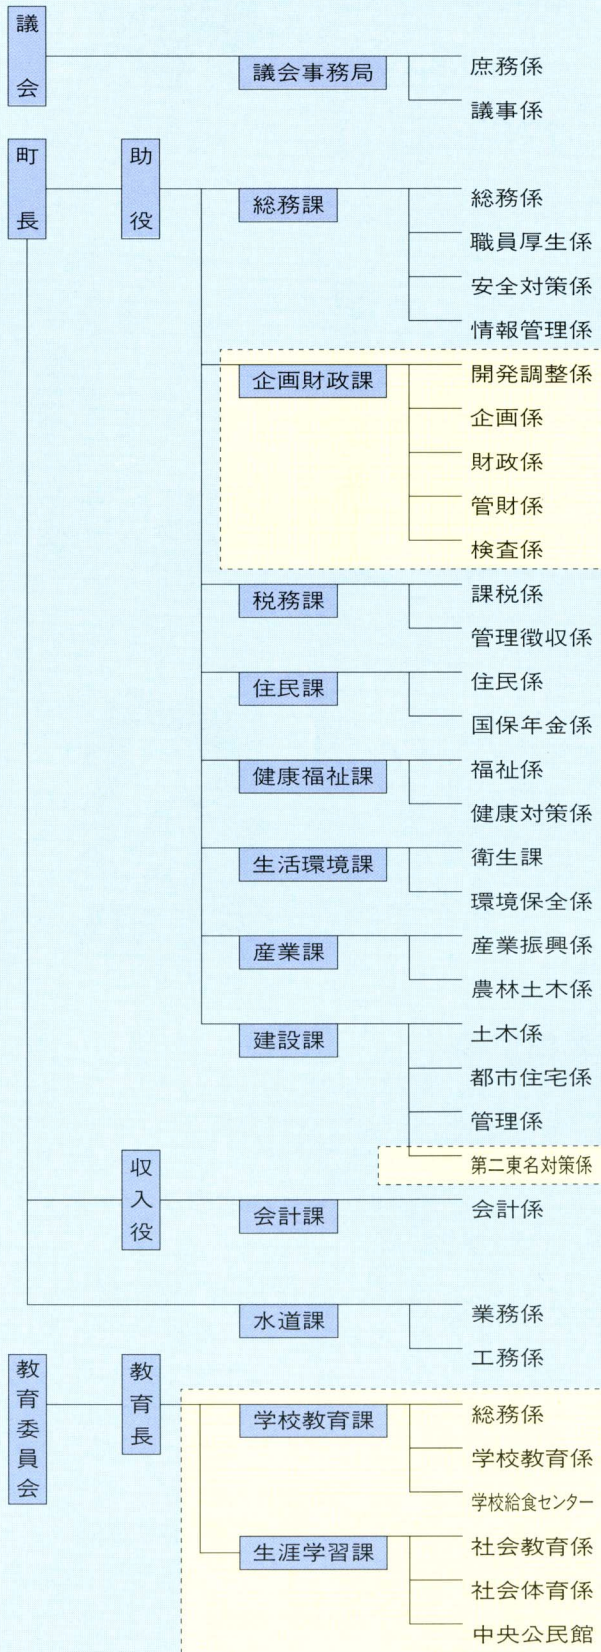 議会
議会事務局
庶務係
議事係
町長
助役
総務課
総務係
職員厚生係
安全対策係
情報管理係
企画財政課
開発調整係
企画係
財政係
管財係
検査係
税務課
課税係
管理徴収係
住民課
住民係
国保年金係
健康福祉課
福祉係
健康対策係
生活環境課
衛生課
環境保全係
産業課
産業振興係
農林土木係
建設課
土木係
都市住宅係
管理係
第二東名対策係
収入役
会計課
会計係
水道課
業務係
工務係
教育委員会
教育長
学校教育課
総務係
学校教育係
学校給食センター
生涯学習課
社会教育係
社会体育係
中央公民館